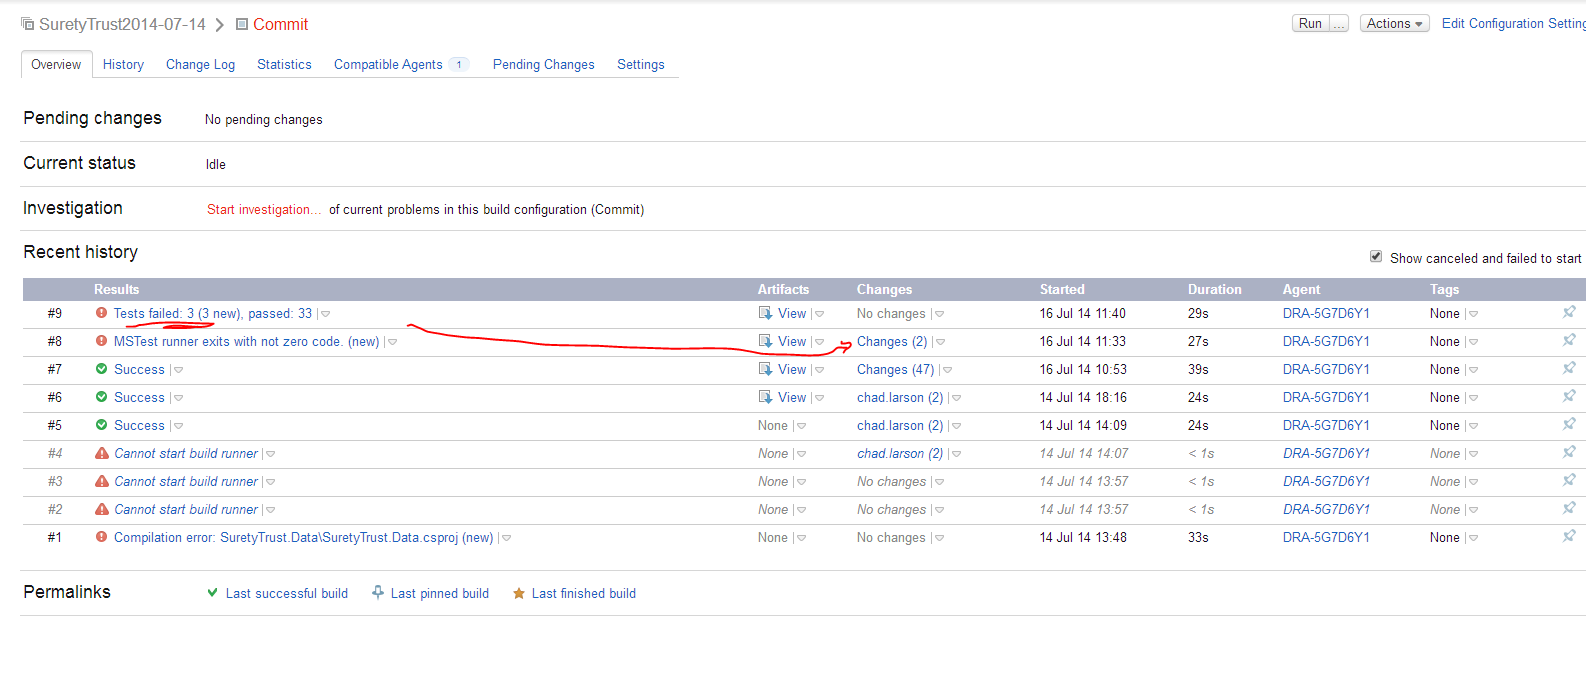 SuretyTrust2014-07-14 > Commit Run ... Actions Edit Configuration Setting
Overview History Change Log Statistics Compatible Agents 1 Pending Changes Settings
Pending changes No pending changes
Current status Idle
Investigation Start investigation... of current problems in this build configuration (Commit)
Recent history
Show canceled and failed to start
Results Artifacts Changes Started Duration Agent Tags
#9 Tests failed: 3 (3 new), passed: 33 View No changes 16 Jul 14 11:40 29s DRA-5G7D6Y1 None
#8 MSTest runner exits with not zero code. (new) View Changes (2) 16 Jul 14 11:33 27s DRA-5G7D6Y1 None
#7 Success View Changes (47) 16 Jul 14 10:53 39s DRA-5G7D6Y1 None
#6 Success View chad.larson (2) 14 Jul 14 18:16 24s DRA-5G7D6Y1 None
#5 Success None chad.larson (2) 14 Jul 14 14:09 24s DRA-5G7D6Y1 None
#4 Cannot start build runner None chad.larson (2) 14 Jul 14 14:07 < 1s DRA-5G7D6Y1 None
#3 Cannot start build runner None No changes 14 Jul 14 13:57 < 1s DRA-5G7D6Y1 None
#2 Cannot start build runner None No changes 14 Jul 14 13:57 < 1s DRA-5G7D6Y1 None
#1 Compilation error: SuretyTrust.Data\SuretyTrust.Data.csproj (new) None No changes 14 Jul 14 13:48 33s DRA-5G7D6Y1 None
Permalinks Last successful build Last pinned build Last finished build